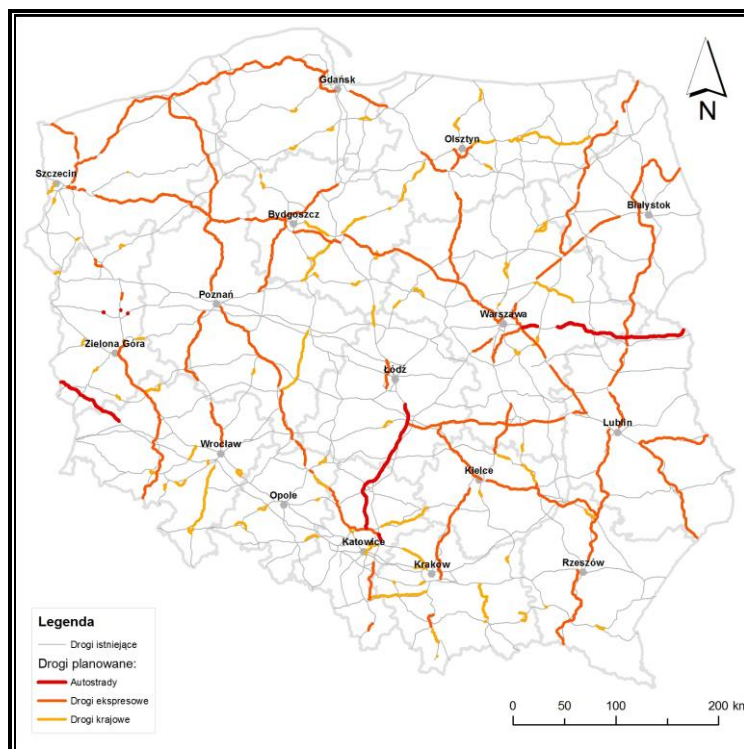 N
Gdańsk
Olsztyn
Szczecin
Białystok
Bydgoszcz
Poznań
Warszawa
Zielona Góra
Łódź
Lublin
Wrocław
Kielce
Opole
Katowice
Kraków
Rzeszów
Legenda
Drogi istniejące
Drogi planowane:
Autostrady
Drogi ekspresowe
Drogi krajowe
0 50 100 200 km